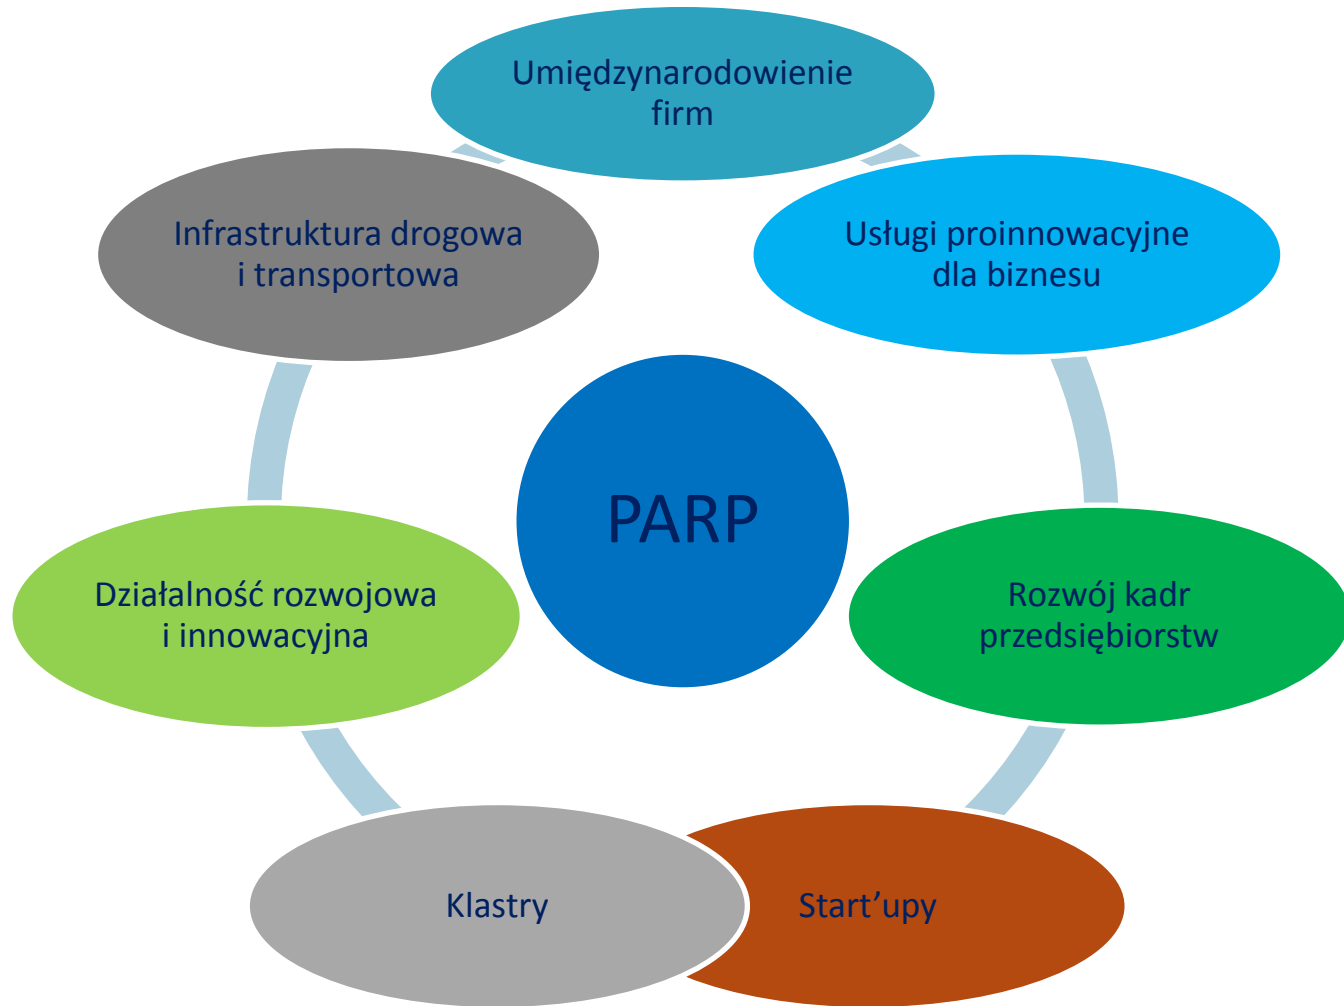 Umiędzynarodowienie
firm
Infrastruktura drogowa
i transportowa
Usługi proinnowacyjne
dla biznesu
PARP
Działalność rozwojowa
i innowacyjna
Rozwój kadr
przedsiębiorstw
Klastry
Start’upy